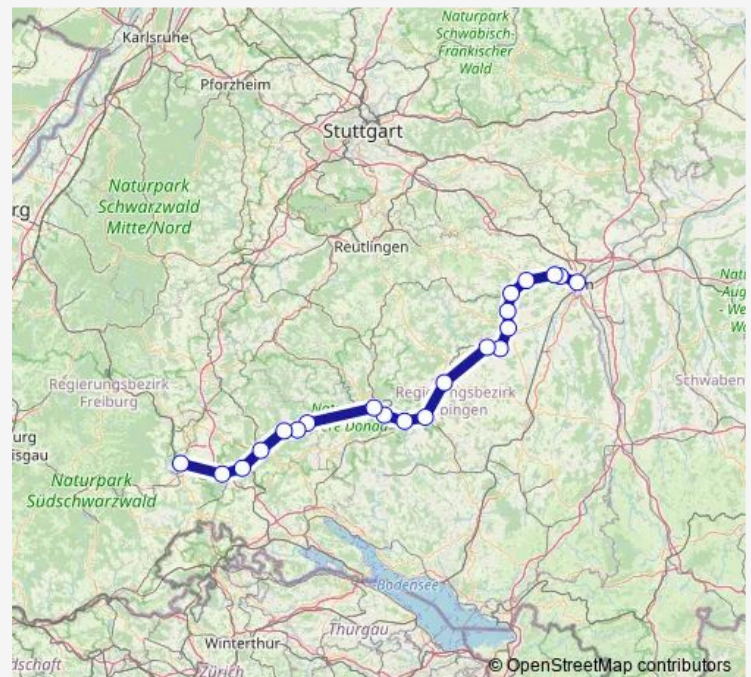 Naturpark
Schwäbisch-
Fränkischer
Wald
Karlsruhe
Pforzheim
Stuttgart
Naturpark
Schwarzwald
Mitte/Nord
rg
Reutlingen
Regierungsbezirk
Freiburg
Schwaben
urg
isgau
Naturpark
Südschwarzwald
Bodensee
Thurgau
Winterthur
Zürich
© OpenStreetMap contributors